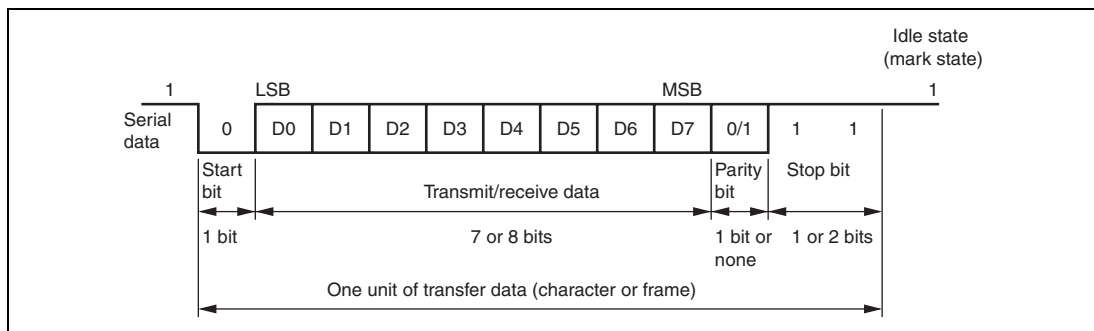 Idle state
(mark state)
1 LSB MSB 1
Serial
data
0 D0 D1 D2 D3 D4 D5 D6 D7 0/1 1 1
Start
bit
Transmit/receive data
Parity
bit
Stop bit
1 bit
7 or 8 bits
1 bit or
none
1 or 2 bits
One unit of transfer data (character or frame)